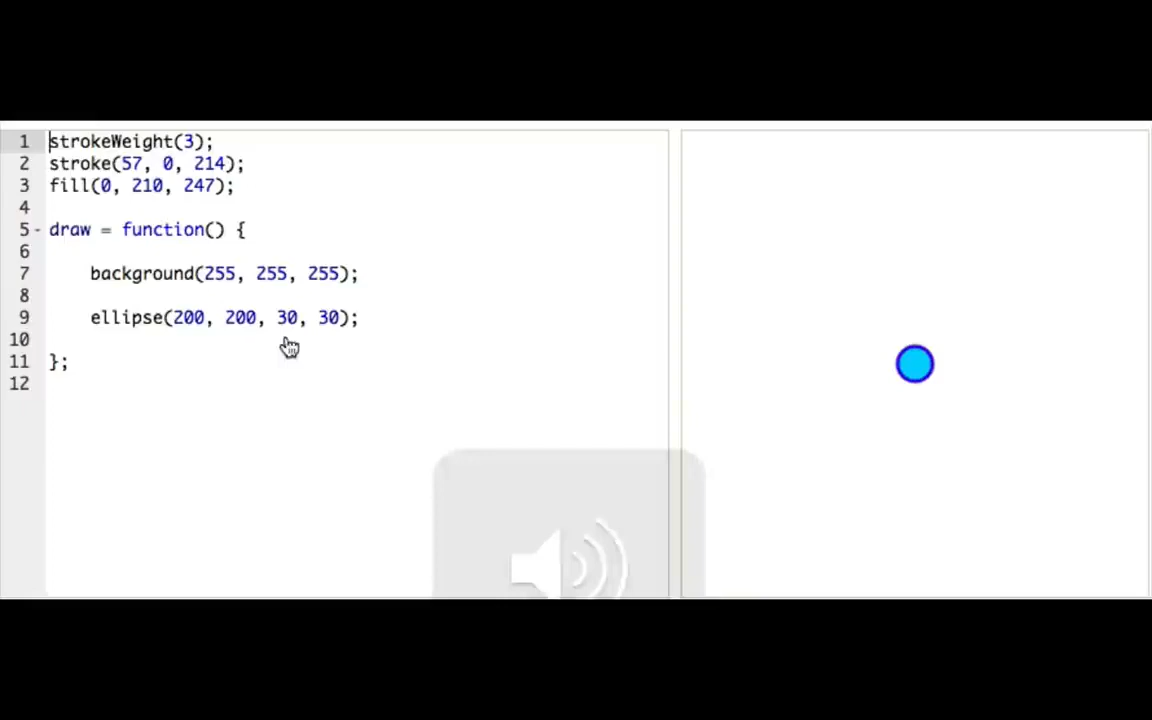 1 strokeWeight(3);
2 stroke(57, 0, 214);
3 fill(0, 210, 247);
4
5 draw = function() {
6
7 background(255, 255, 255);
8
9 ellipse(200, 200, 30, 30);
10
11 };
12